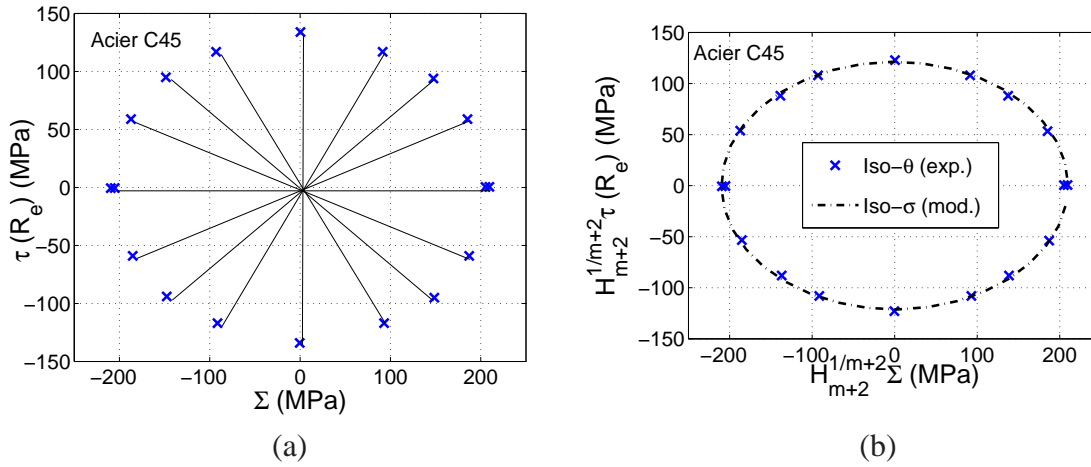 Acier C45
150
100
50
0
−50
−100
−150
τ (R_e) (MPa)
−200 −100 0 100 200
Σ (MPa)
(a)
Acier C45
150
100
50
0
−50
−100
−150
H_{m+2}^{1/m+2} τ (R_e) (MPa)
Iso−θ (exp.)
Iso−σ (mod.)
−200 −100 0 100 200
H_{m+2}^{1/m+2} Σ (MPa)
(b)